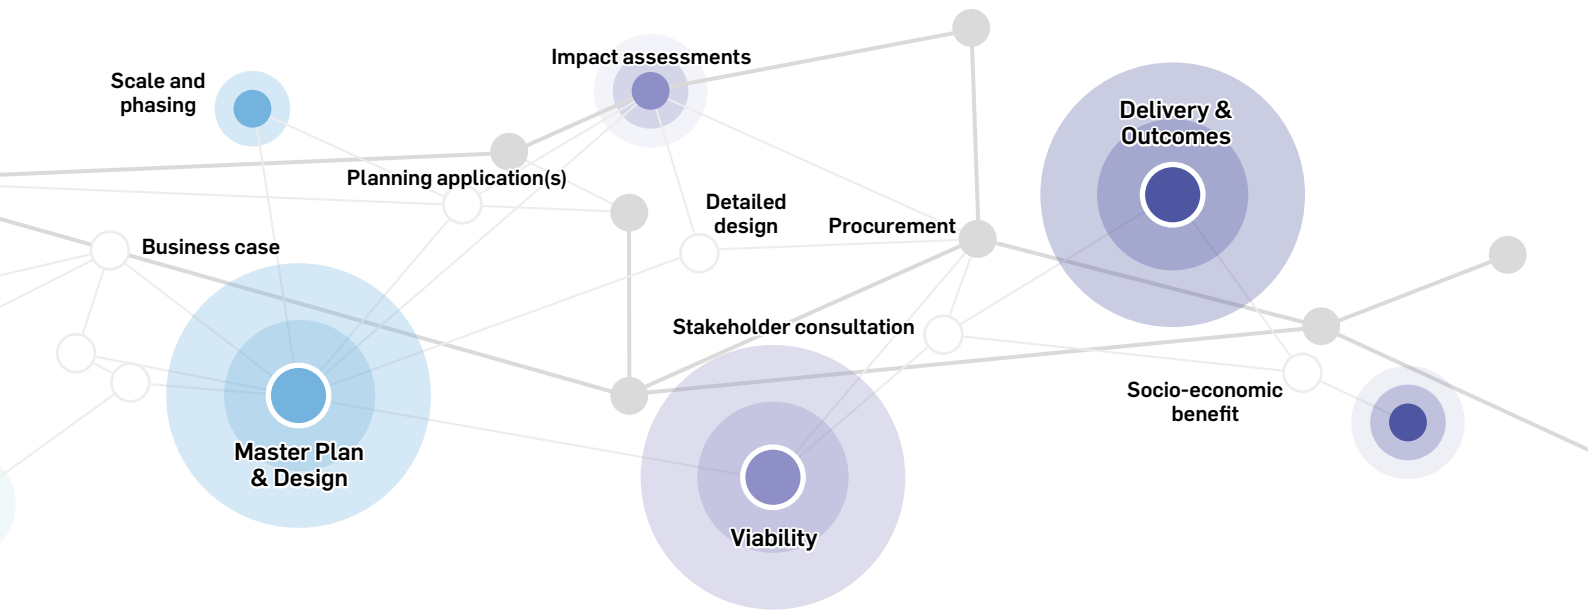 Impact assessments
Scale and
phasing
Delivery &
Outcomes
Planning application(s)
Detailed
design
Procurement
Business case
Stakeholder consultation
Socio-economic
benefit
Master Plan
& Design
Viability